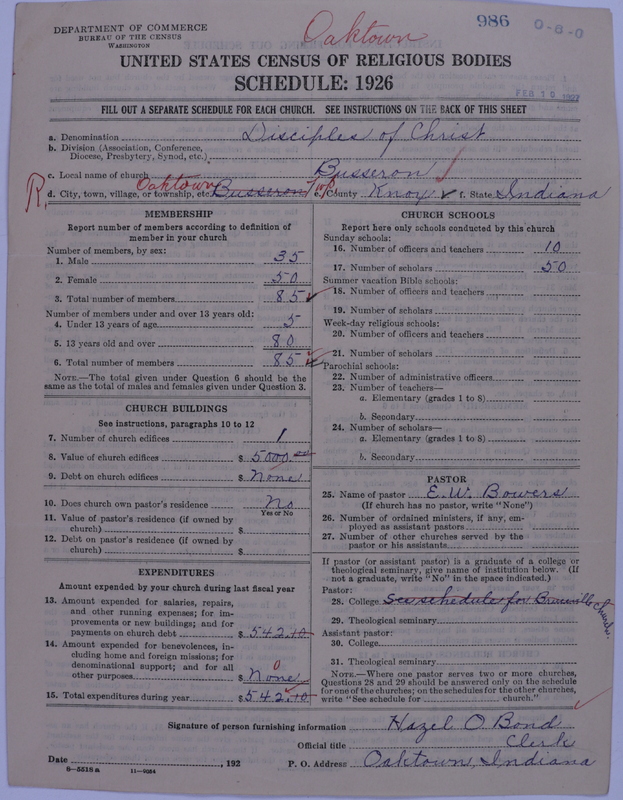 986 0-8-0
DEPARTMENT OF COMMERCE
BUREAU OF THE CENSUS
WASHINGTON
Oaktown
UNITED STATES CENSUS OF RELIGIOUS BODIES
SCHEDULE: 1926
FEB 10 1927
FILL OUT A SEPARATE SCHEDULE FOR EACH CHURCH. SEE INSTRUCTIONS ON THE BACK OF THIS SHEET
a. Denomination Disciples of Christ
b. Division (Association, Conference, Diocese, Presbytery, Synod, etc.)
c. Local name of church Busseron
R. d. City, town, village, or township, etc. Oaktown Busseron e. County Knox f. State Indiana
MEMBERSHIP
Report number of members according to definition of member in your church
Number of members, by sex:
1. Male 35
2. Female 50
3. Total number of members 85
Number of members under and over 13 years old:
4. Under 13 years of age 5
5. 13 years old and over 80
6. Total number of members 85
NOTE.—The total given under Question 6 should be the same as the total of males and females given under Question 3.
CHURCH BUILDINGS
See instructions, paragraphs 10 to 12
7. Number of church edifices 1
8. Value of church edifices $ 5000.00
9. Debt on church edifices $ None
10. Does church own pastor's residence No
Yes or No
11. Value of pastor's residence (if owned by church) $
12. Debt on pastor's residence (if owned by church) $
EXPENDITURES
Amount expended by your church during last fiscal year
13. Amount expended for salaries, repairs, and other running expenses; for improvements or new buildings; and for payments on church debt $ 542.10
14. Amount expended for benevolences, including home and foreign missions; for denominational support; and for all other purposes $ None 0
15. Total expenditures during year $ 542.10
CHURCH SCHOOLS
Report here only schools conducted by this church
Sunday schools:
16. Number of officers and teachers 10
17. Number of scholars 50
Summer vacation Bible schools:
18. Number of officers and teachers
19. Number of scholars
Week-day religious schools:
20. Number of officers and teachers
21. Number of scholars
Parochial schools:
22. Number of administrative officers
23. Number of teachers—
a. Elementary (grades 1 to 8)
b. Secondary
24. Number of scholars—
a. Elementary (grades 1 to 8)
b. Secondary
PASTOR
25. Name of pastor E. W. Bowers
(If church has no pastor, write "None")
26. Number of ordained ministers, if any, employed as assistant pastors
27. Number of other churches served by the pastor or his assistants
If pastor (or assistant pastor) is a graduate of a college or theological seminary, give name of institution below. (If not a graduate, write "No" in the space indicated.)
Pastor:
28. College See schedule for Bruceville Church.
29. Theological seminary
Assistant pastor:
30. College
31. Theological seminary
NOTE.—Where one pastor serves two or more churches, Questions 28 and 29 should be answered only on the schedule for one of the churches; on the schedules for the other churches, write "See schedule for church."
Signature of person furnishing information Hazel O. Bond
Official title Clerk
Date , 192 P. O. Address Oaktown, Indiana
8—5518a 11—9064